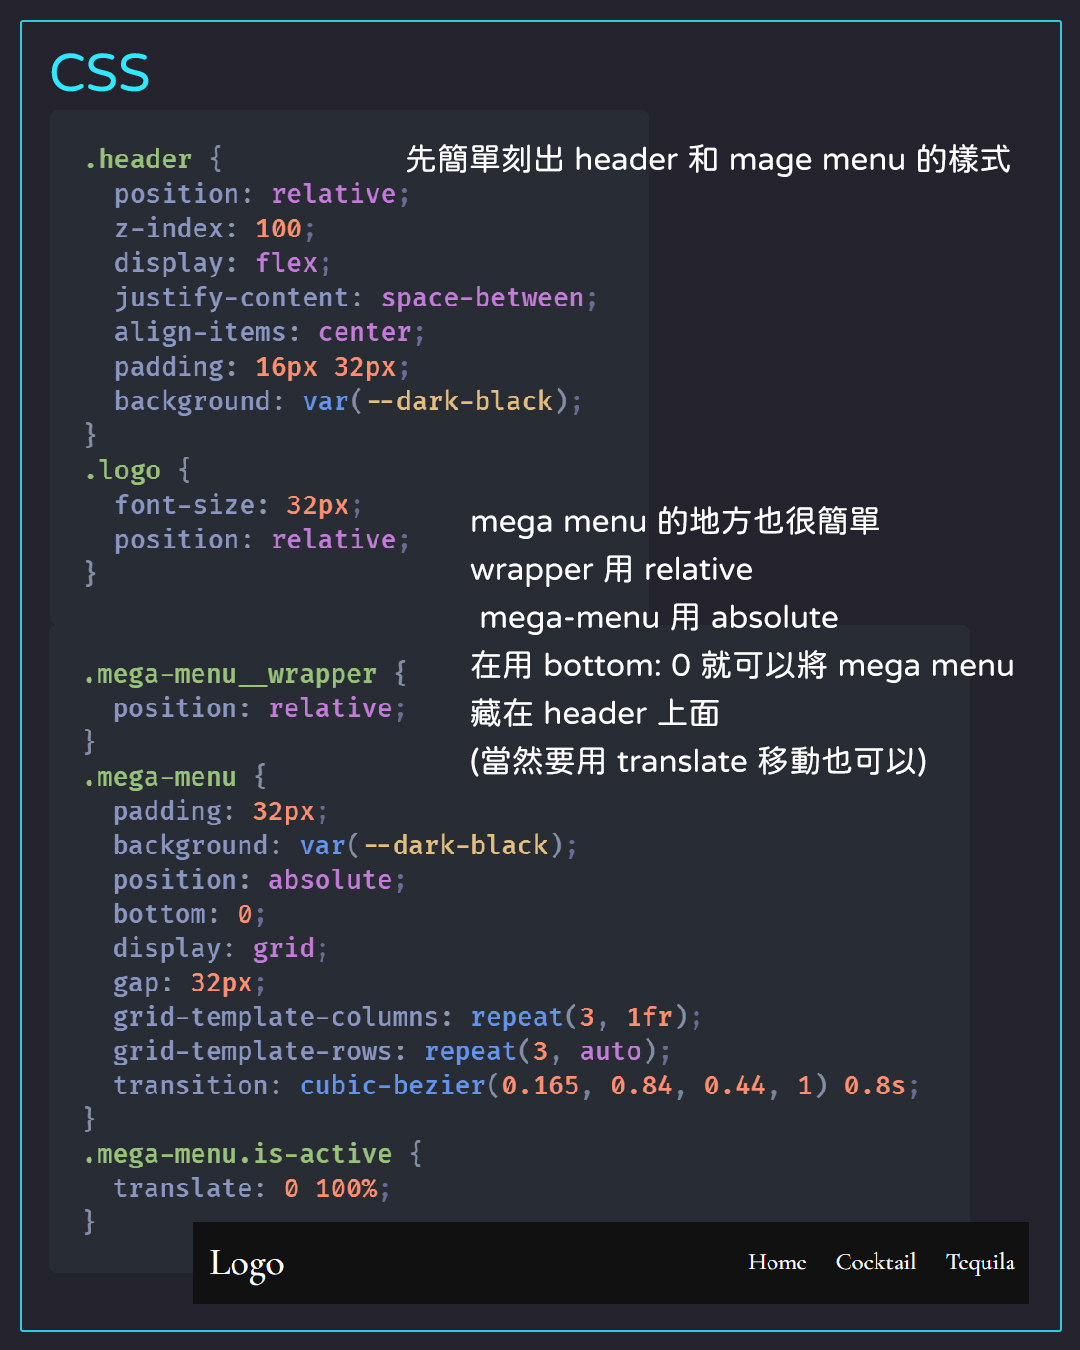 CSS
.header {
先簡單刻出 header 和 mage menu 的樣式
position: relative;
z-index: 100;
display: flex;
justify-content: space-between;
align-items: center;
padding: 16px 32px;
background: var(--dark-black);
}
.logo {
font-size: 32px;
position: relative;
}
mega menu 的地方也很簡單
wrapper 用 relative
mega-menu 用 absolute
在用 bottom: 0 就可以將 mega menu
藏在 header 上面
(當然要用 translate 移動也可以)
.mega-menu__wrapper {
position: relative;
}
.mega-menu {
padding: 32px;
background: var(--dark-black);
position: absolute;
bottom: 0;
display: grid;
gap: 32px;
grid-template-columns: repeat(3, 1fr);
grid-template-rows: repeat(3, auto);
transition: cubic-bezier(0.165, 0.84, 0.44, 1) 0.8s;
}
.mega-menu.is-active {
translate: 0 100%;
}
Logo Home Cocktail Tequila